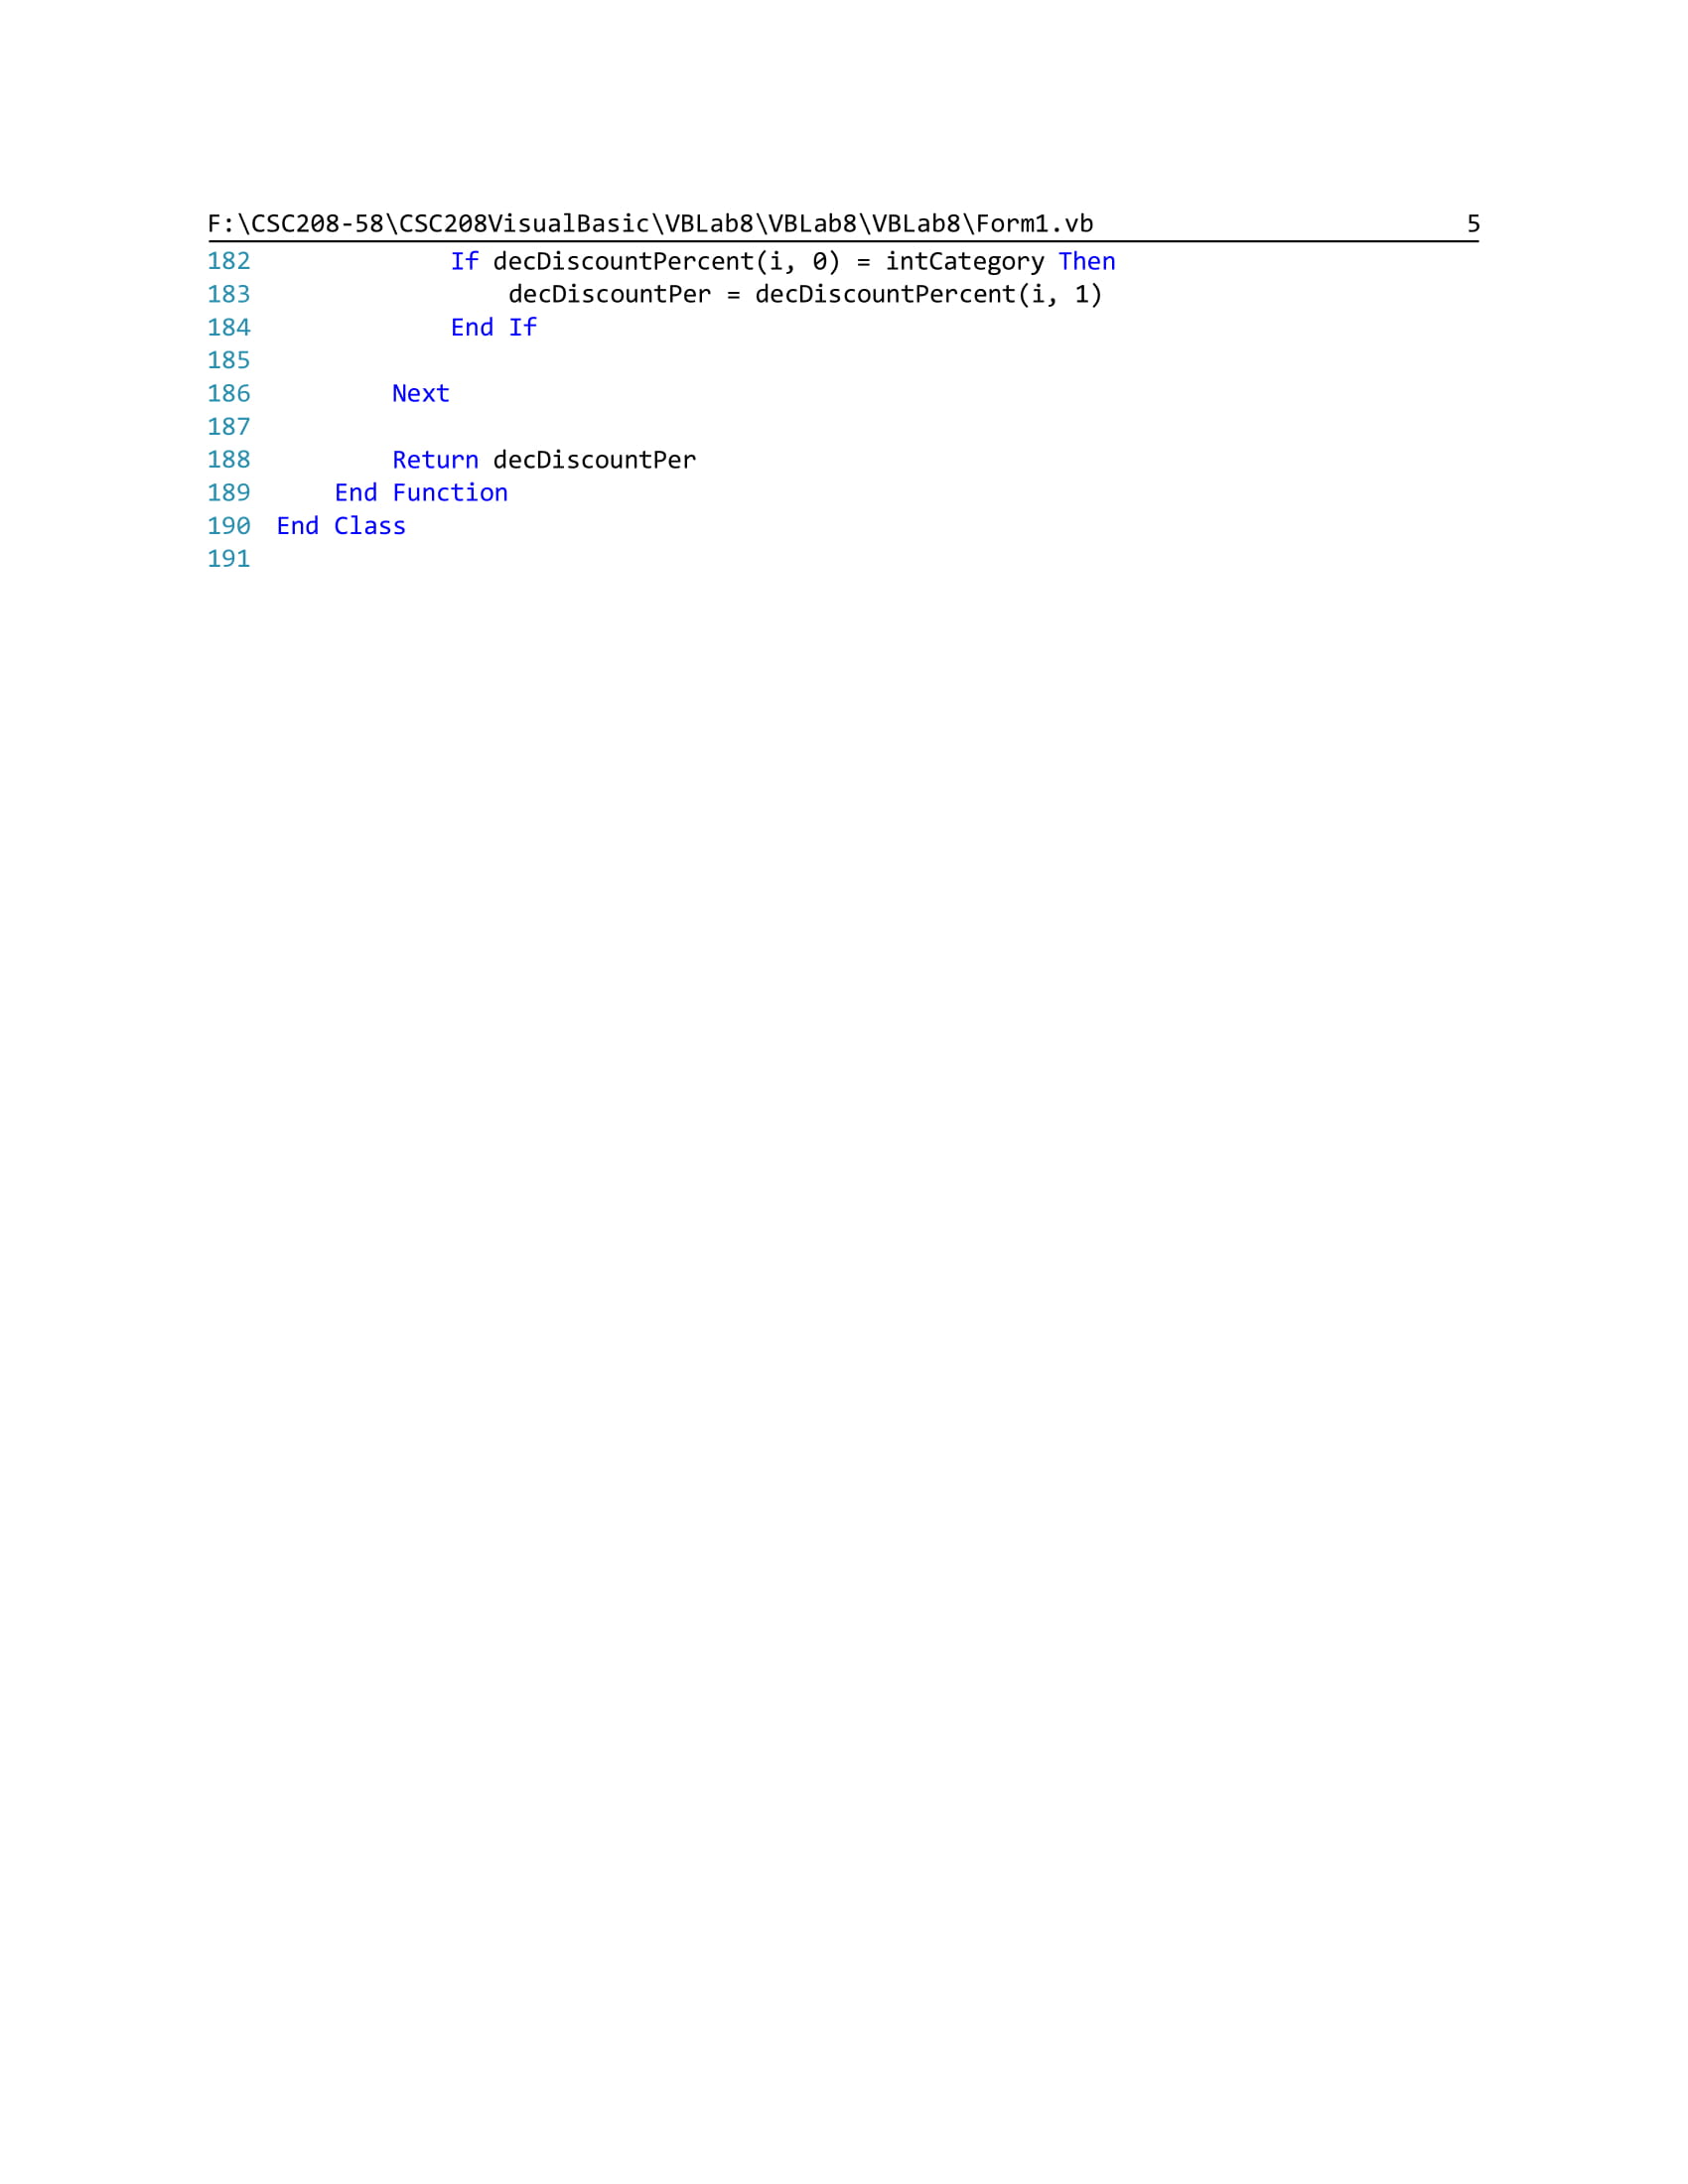 F:\CSC208-58\CSC208VisualBasic\VBLab8\VBLab8\VBLab8\Form1.vb 5
182 If decDiscountPercent(i, 0) = intCategory Then
183 decDiscountPer = decDiscountPercent(i, 1)
184 End If
185
186 Next
187
188 Return decDiscountPer
189 End Function
190 End Class
191